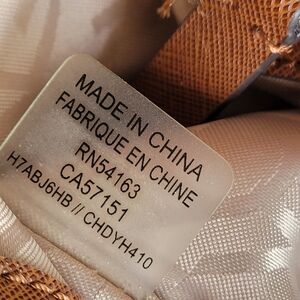 MADE IN CHINA
FABRIQUE EN CHINE
RN54163
CA57151
H7ABJ6HB // CHDYH410